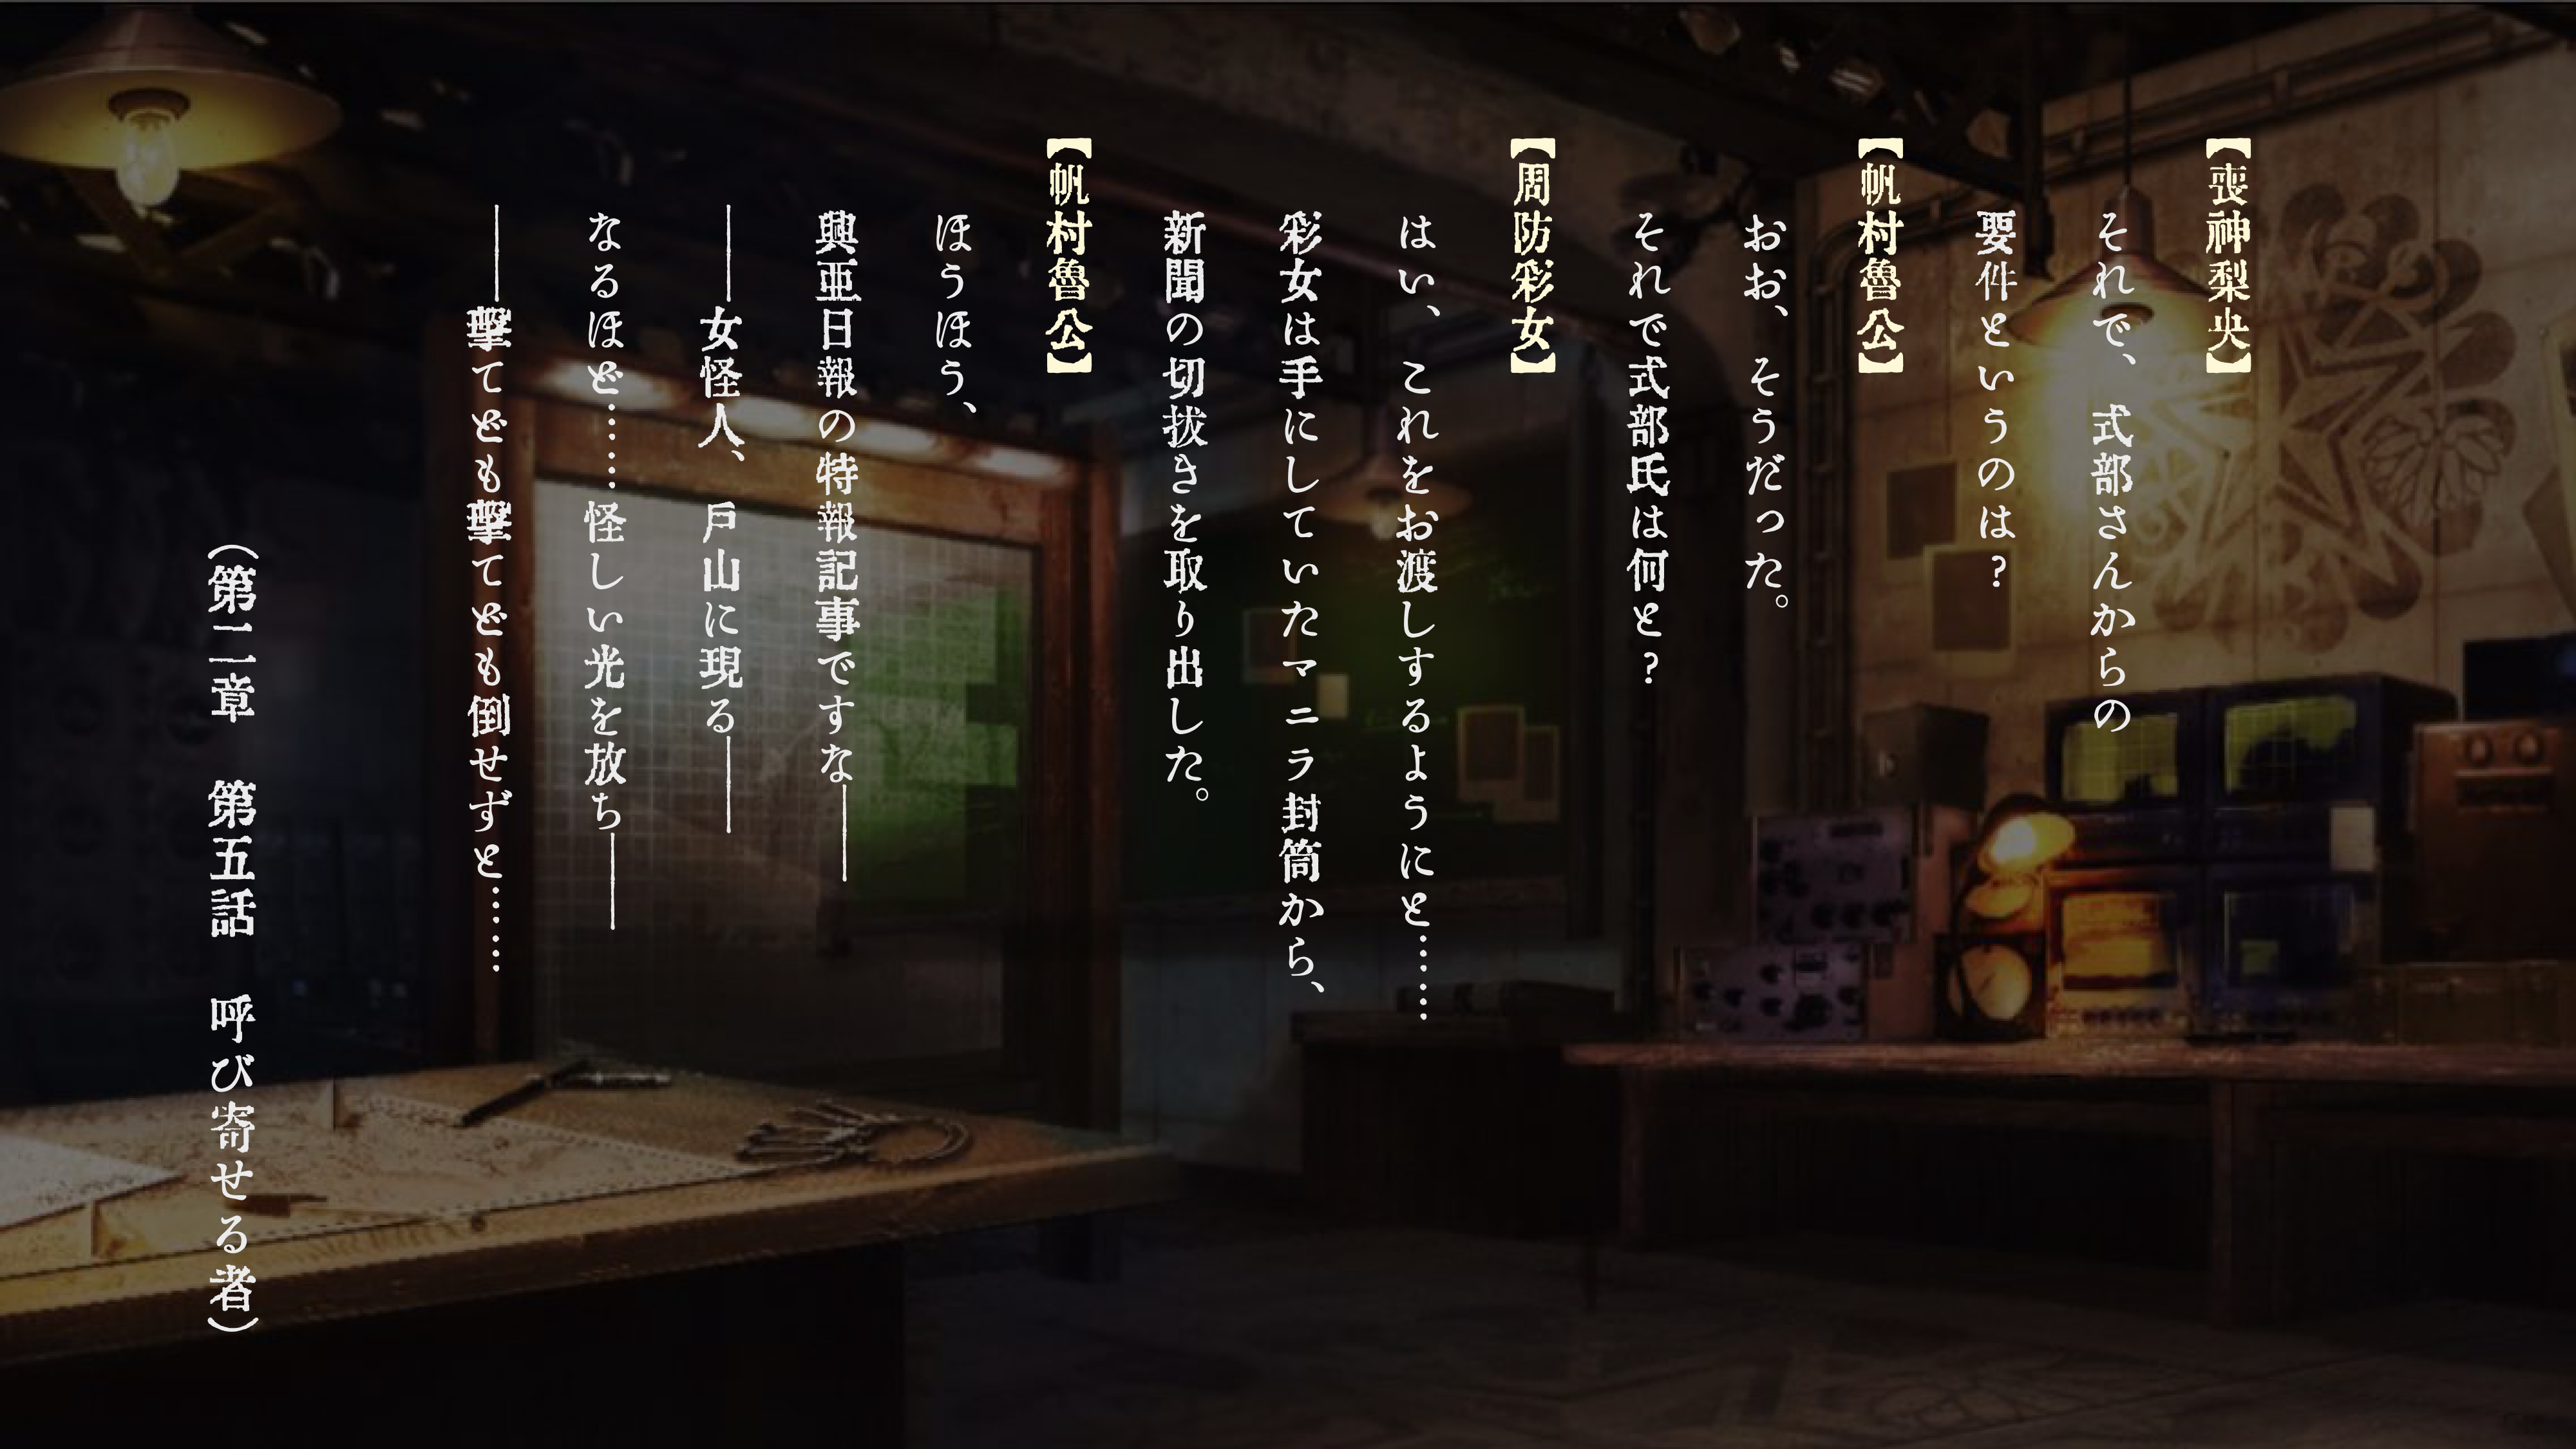 【喪神梨央】
それで、式部さんからの
要件というのは?
【帆村魯公】
おお、そうだった。
それで式部氏は何と?
【周防彩女】
はい、これをお渡しするようにと……
彩女は手にしていたマニラ封筒から、
新聞の切抜きを取り出した。
【帆村魯公】
ほうほう、
興亜日報の特報記事ですな――
――女怪人、戸山に現る――
なるほど……怪しい光を放ち――
――撃てども撃てども倒せずと……
(第二章 第五話 呼び寄せる者)